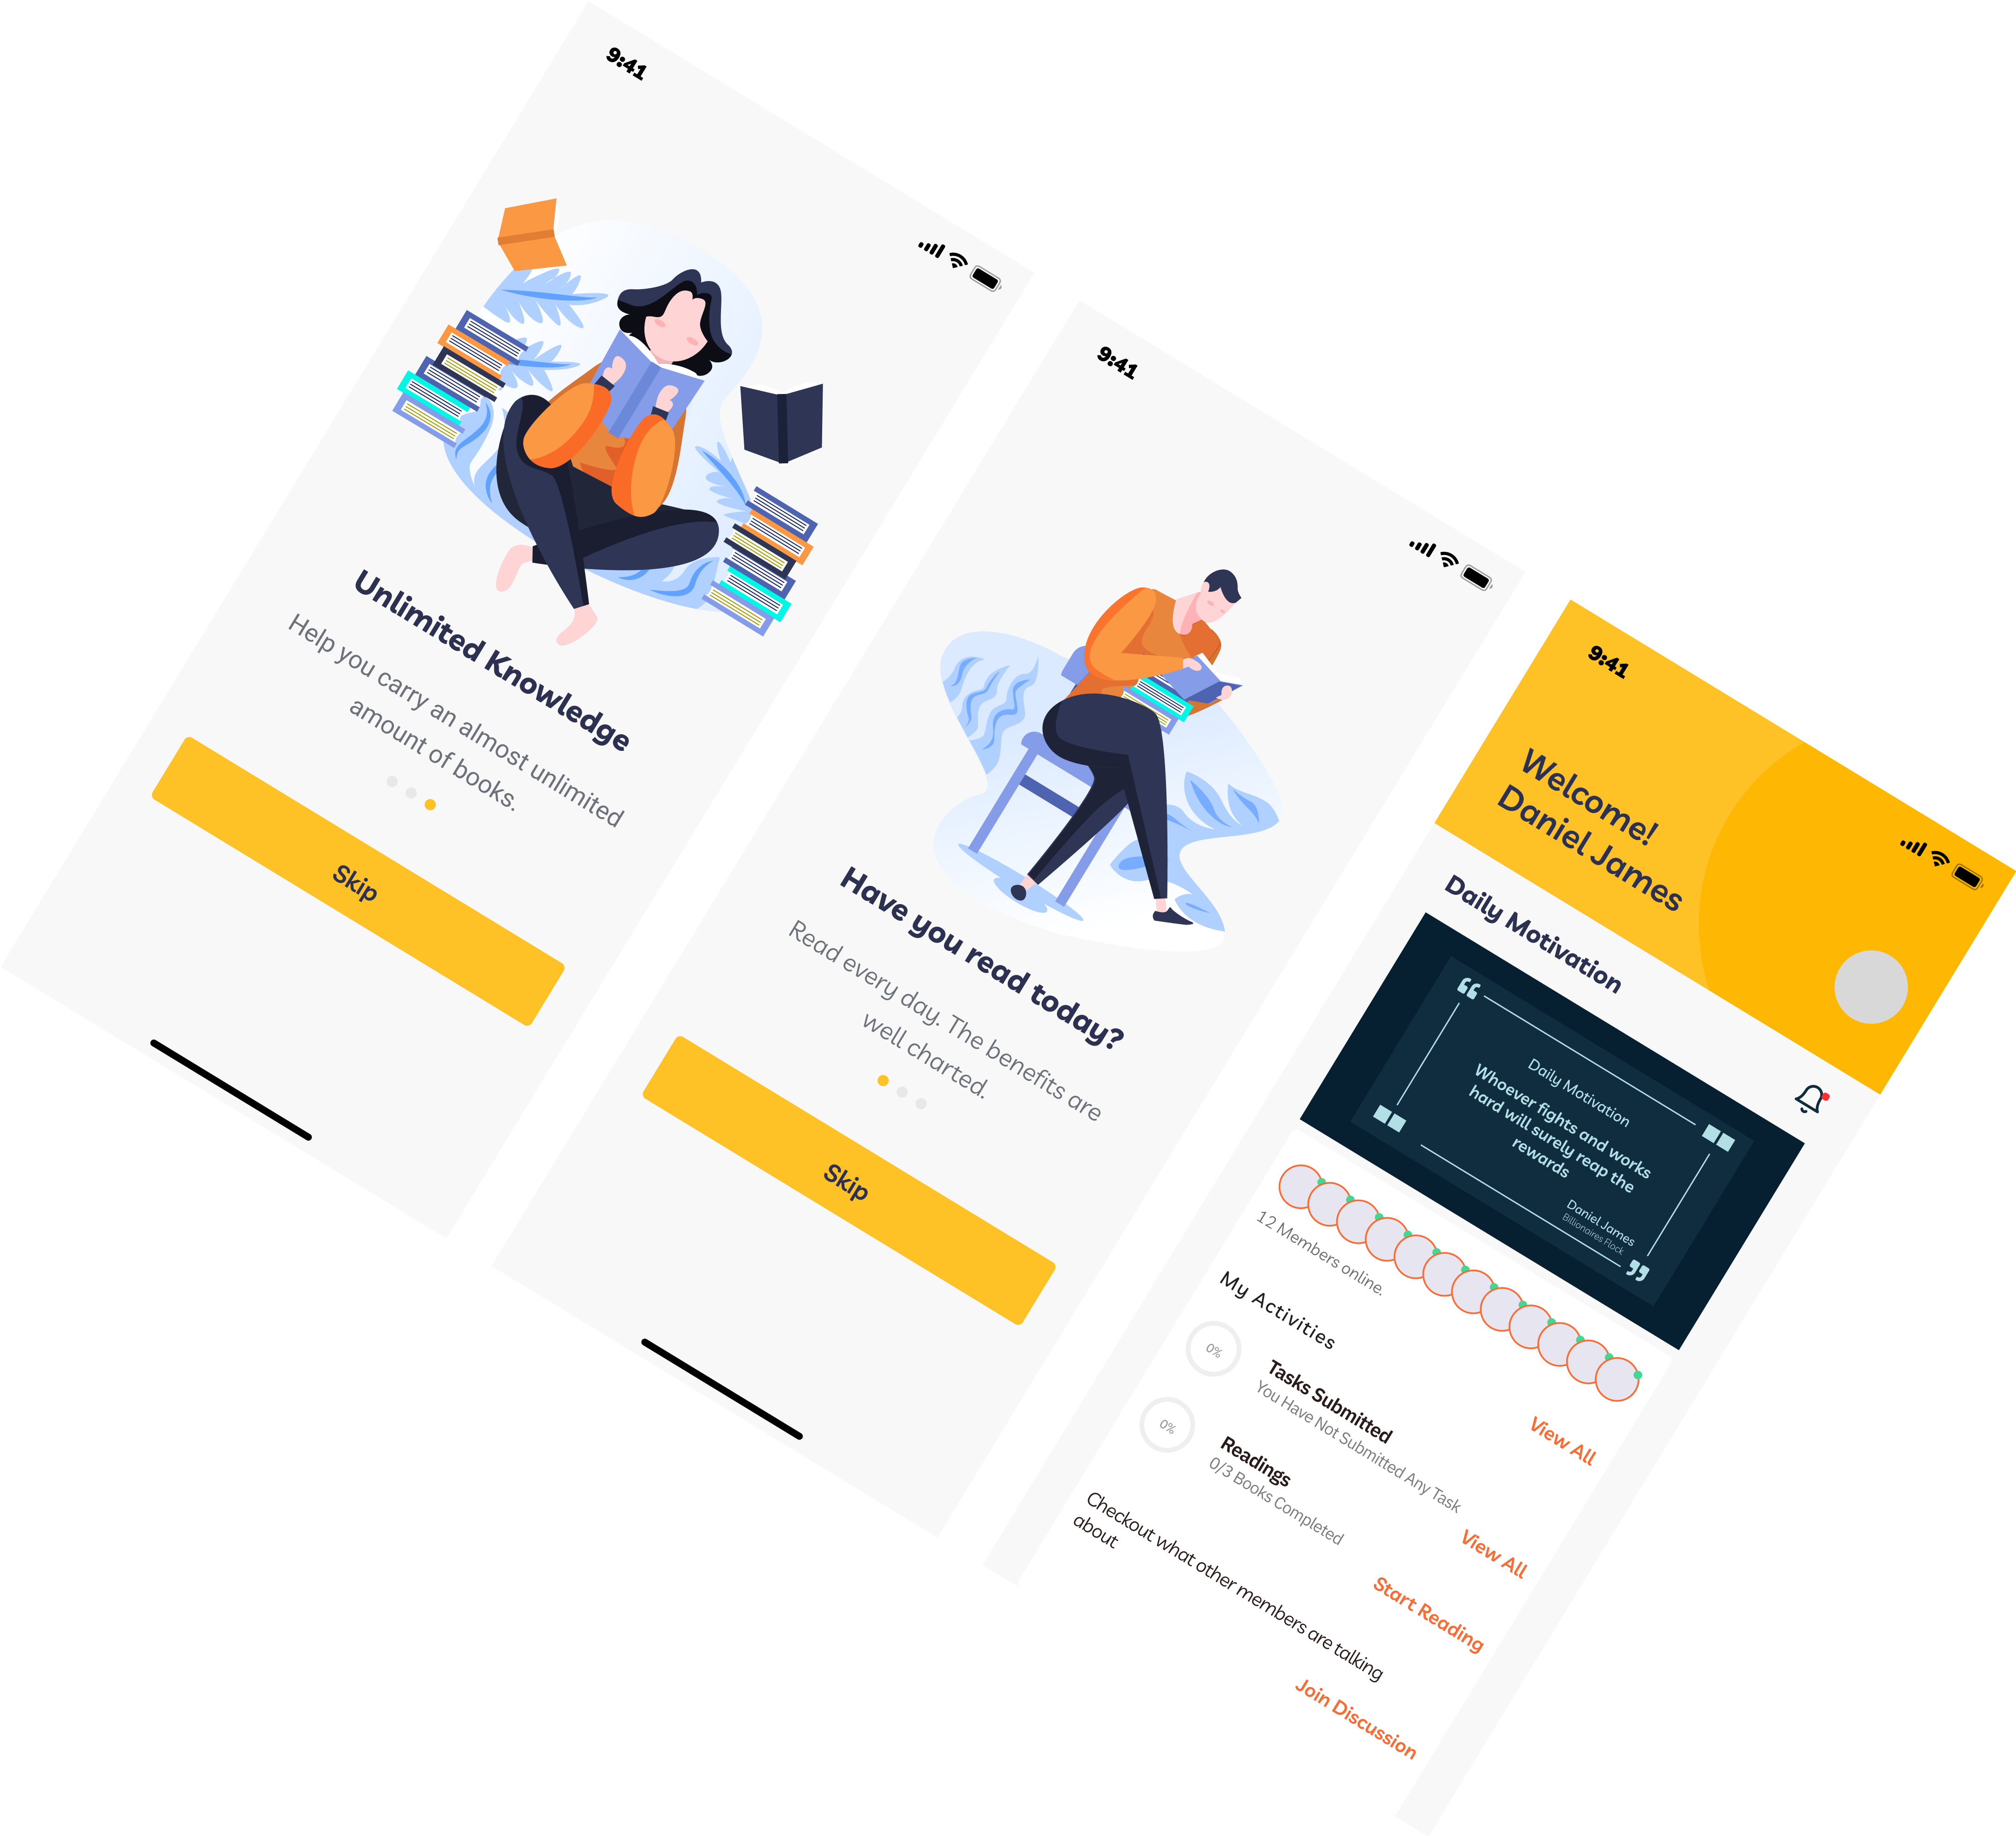 9:41
Unlimited Knowledge
Help you carry an almost unlimited
amount of books.
Skip
9:41
Have you read today?
Read every day. The benefits are
well charted.
Skip
9:41
Welcome!
Daniel James
Daily Motivation
Daily Motivation
Whoever fights and works
hard will surely reap the
rewards
Daniel James
Billionaires Flock
12 Members online.
View All
My Activities
0%
Tasks Submitted
You Have Not Submitted Any Task
View All
0%
Readings
0/3 Books Completed
Start Reading
Checkout what other members are talking
about
Join Discussion